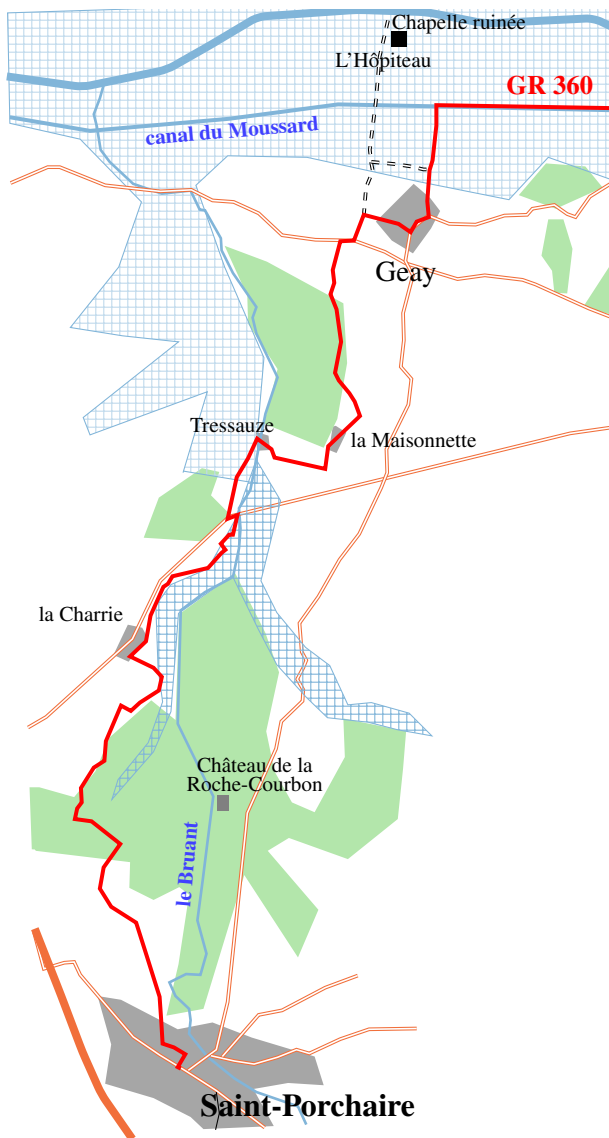 Chapelle ruinée
L'Hôpiteau
GR 360
canal du Moussard
Geay
Tressauze
la Maisonnette
la Charrie
Château de la
Roche-Courbon
le Bruant
Saint-Porchaire